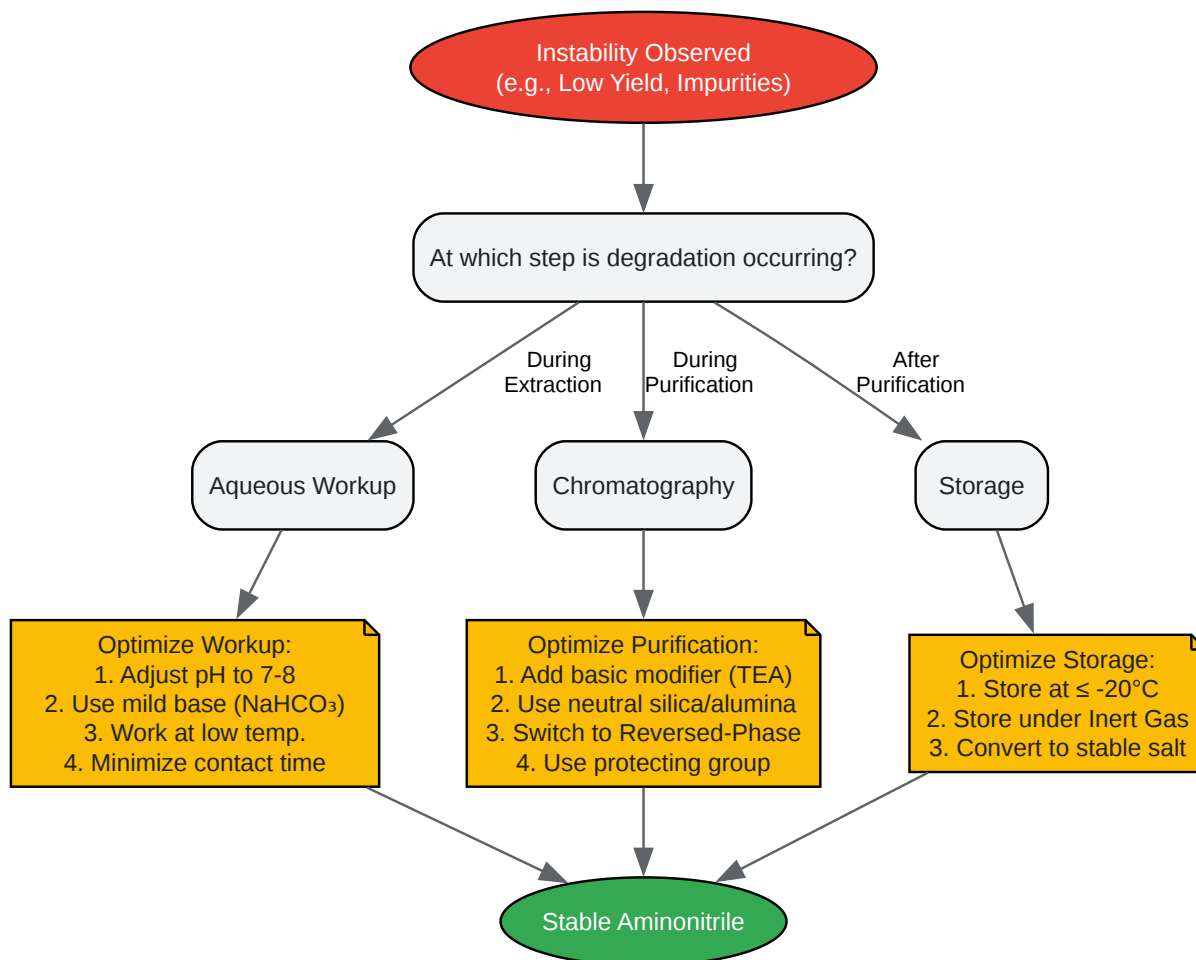 Instability Observed
(e.g., Low Yield, Impurities)
At which step is degradation occurring?
During
Extraction
During
Purification
After
Purification
Aqueous Workup
Chromatography
Storage
Optimize Workup:
1. Adjust pH to 7-8
2. Use mild base (NaHCO₃)
3. Work at low temp.
4. Minimize contact time
Optimize Purification:
1. Add basic modifier (TEA)
2. Use neutral silica/alumina
3. Switch to Reversed-Phase
4. Use protecting group
Optimize Storage:
1. Store at ≤ -20°C
2. Store under Inert Gas
3. Convert to stable salt
Stable Aminonitrile